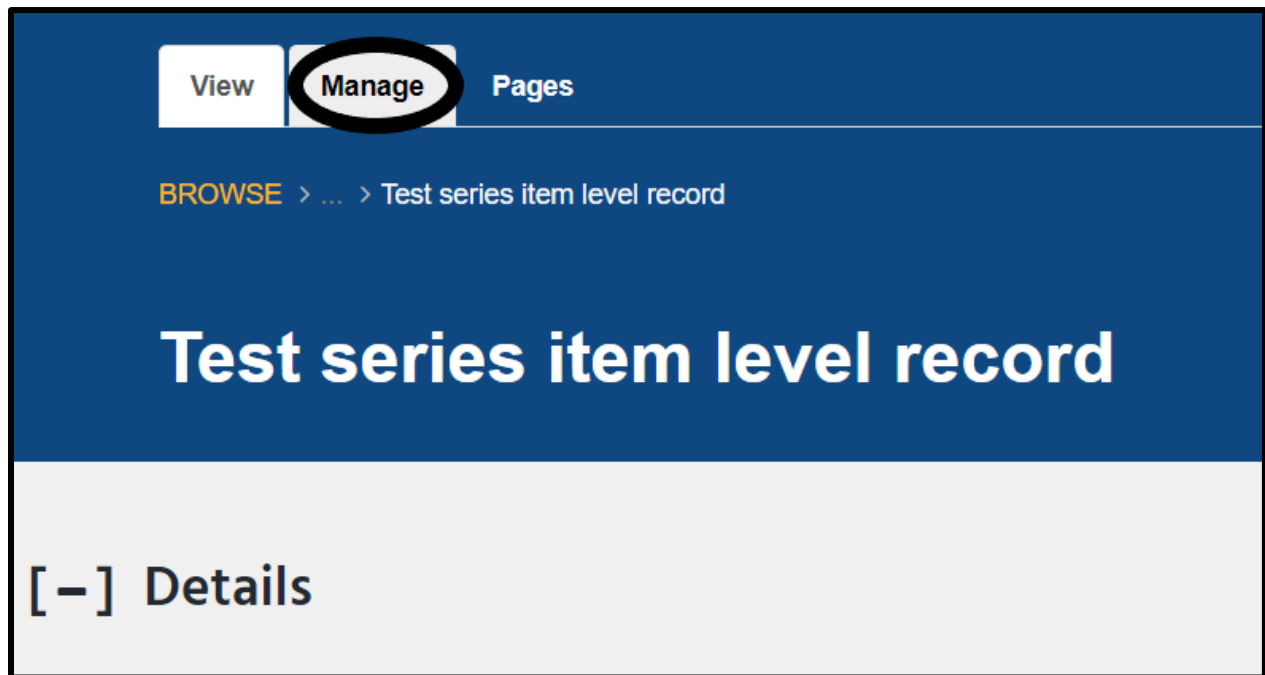 View Manage Pages
BROWSE > ... > Test series item level record
Test series item level record
[-] Details